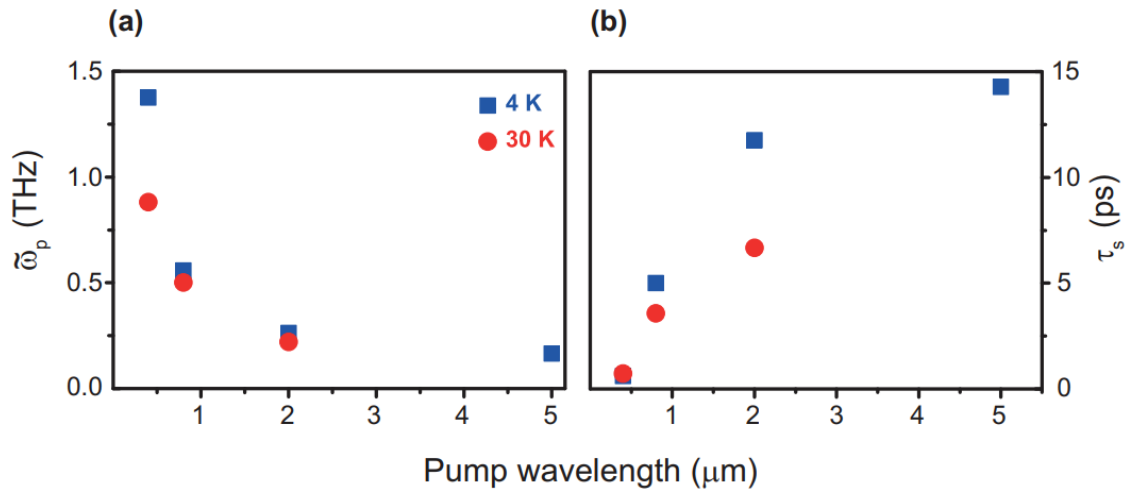 (a)
(b)
1.5
1.0
0.5
0.0
ω̃p (THz)
4 K
30 K
1 2 3 4 5
15
10
5
0
τs (ps)
1 2 3 4 5
Pump wavelength (μm)